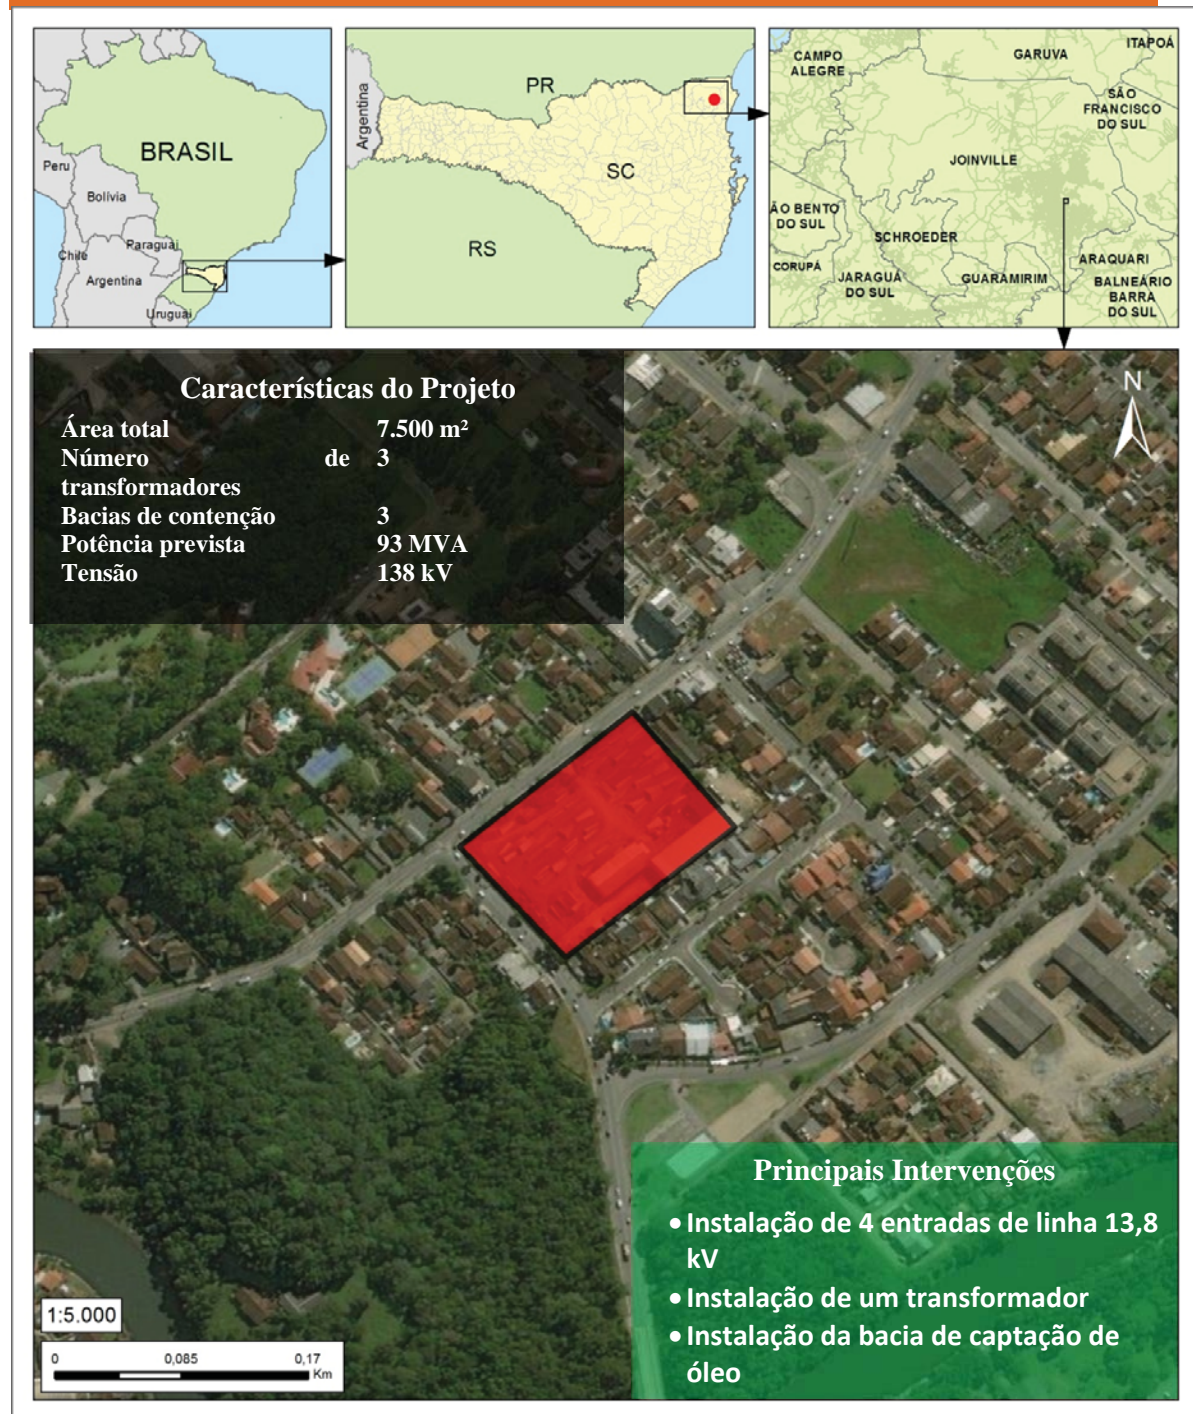 BRASIL
Peru
Bolívia
Paraguai
Chile
Argentina
Uruguai
Argentina
PR
SC
RS
CAMPO
ALEGRE
GARUVA
ITAPOÁ
SÃO
FRANCISCO
DO SUL
JOINVILLE
ÃO BENTO
DO SUL
SCHROEDER
CORUPÁ
JARAGUÁ
DO SUL
GUARAMIRIM
ARAQUARI
BALNEÁRIO
BARRA
DO SUL
Características do Projeto
Área total 7.500 m²
Número de 3
transformadores
Bacias de contenção 3
Potência prevista 93 MVA
Tensão 138 kV
N
Principais Intervenções
• Instalação de 4 entradas de linha 13,8
kV
• Instalação de um transformador
• Instalação da bacia de captação de
óleo
1:5.000
0 0,085 0,17
Km